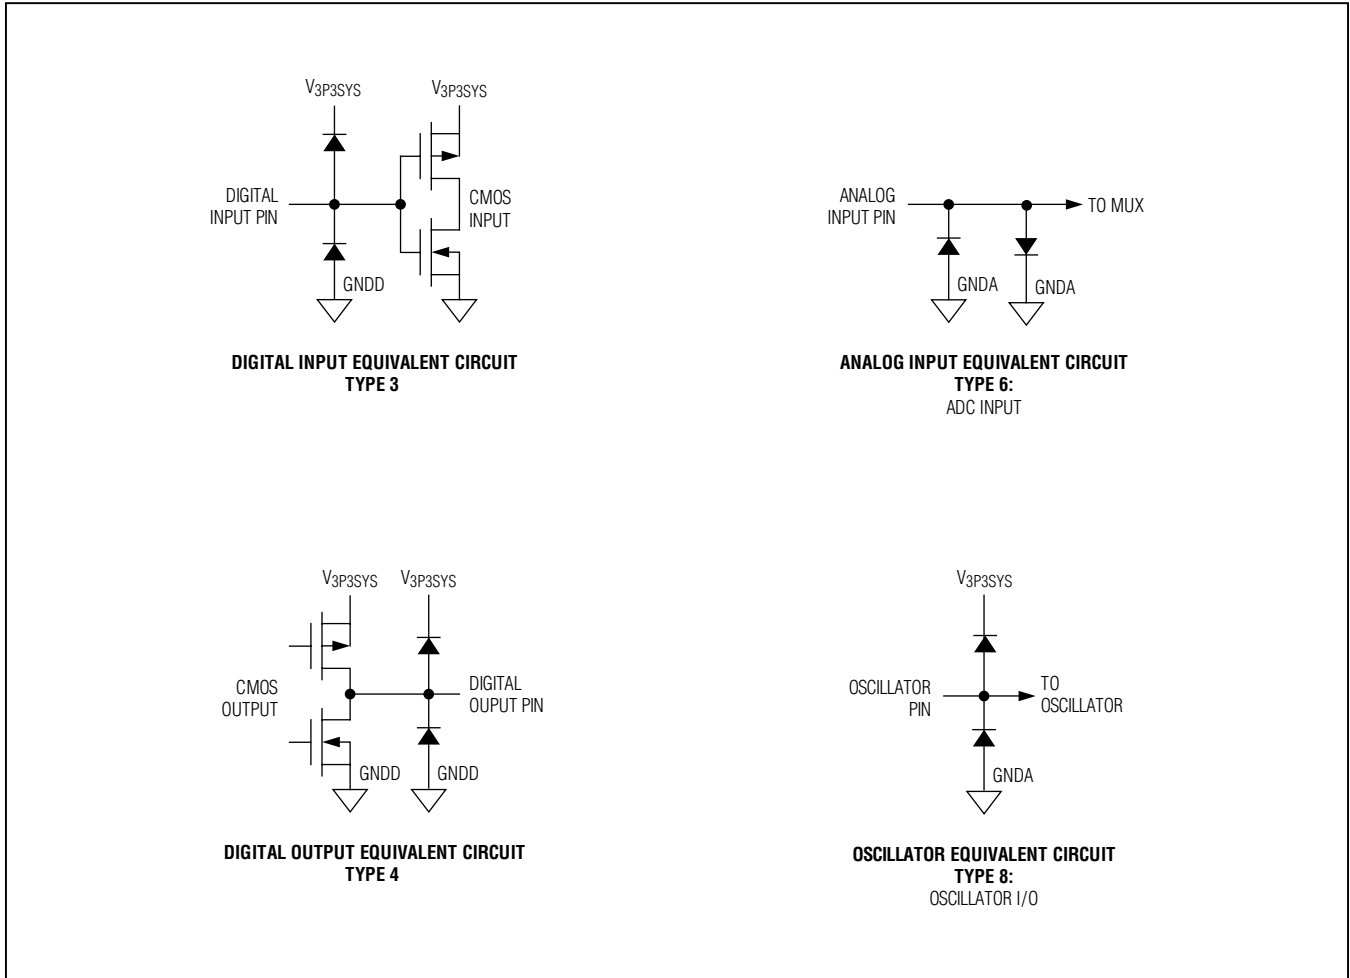 V3P3SYS
V3P3SYS
DIGITAL
INPUT PIN
CMOS
INPUT
GNDD
DIGITAL INPUT EQUIVALENT CIRCUIT
TYPE 3
ANALOG
INPUT PIN
TO MUX
GNDA
GNDA
ANALOG INPUT EQUIVALENT CIRCUIT
TYPE 6:
ADC INPUT
V3P3SYS
V3P3SYS
CMOS
OUTPUT
DIGITAL
OUPUT PIN
GNDD
GNDD
DIGITAL OUTPUT EQUIVALENT CIRCUIT
TYPE 4
V3P3SYS
OSCILLATOR
PIN
TO
OSCILLATOR
GNDA
OSCILLATOR EQUIVALENT CIRCUIT
TYPE 8:
OSCILLATOR I/O